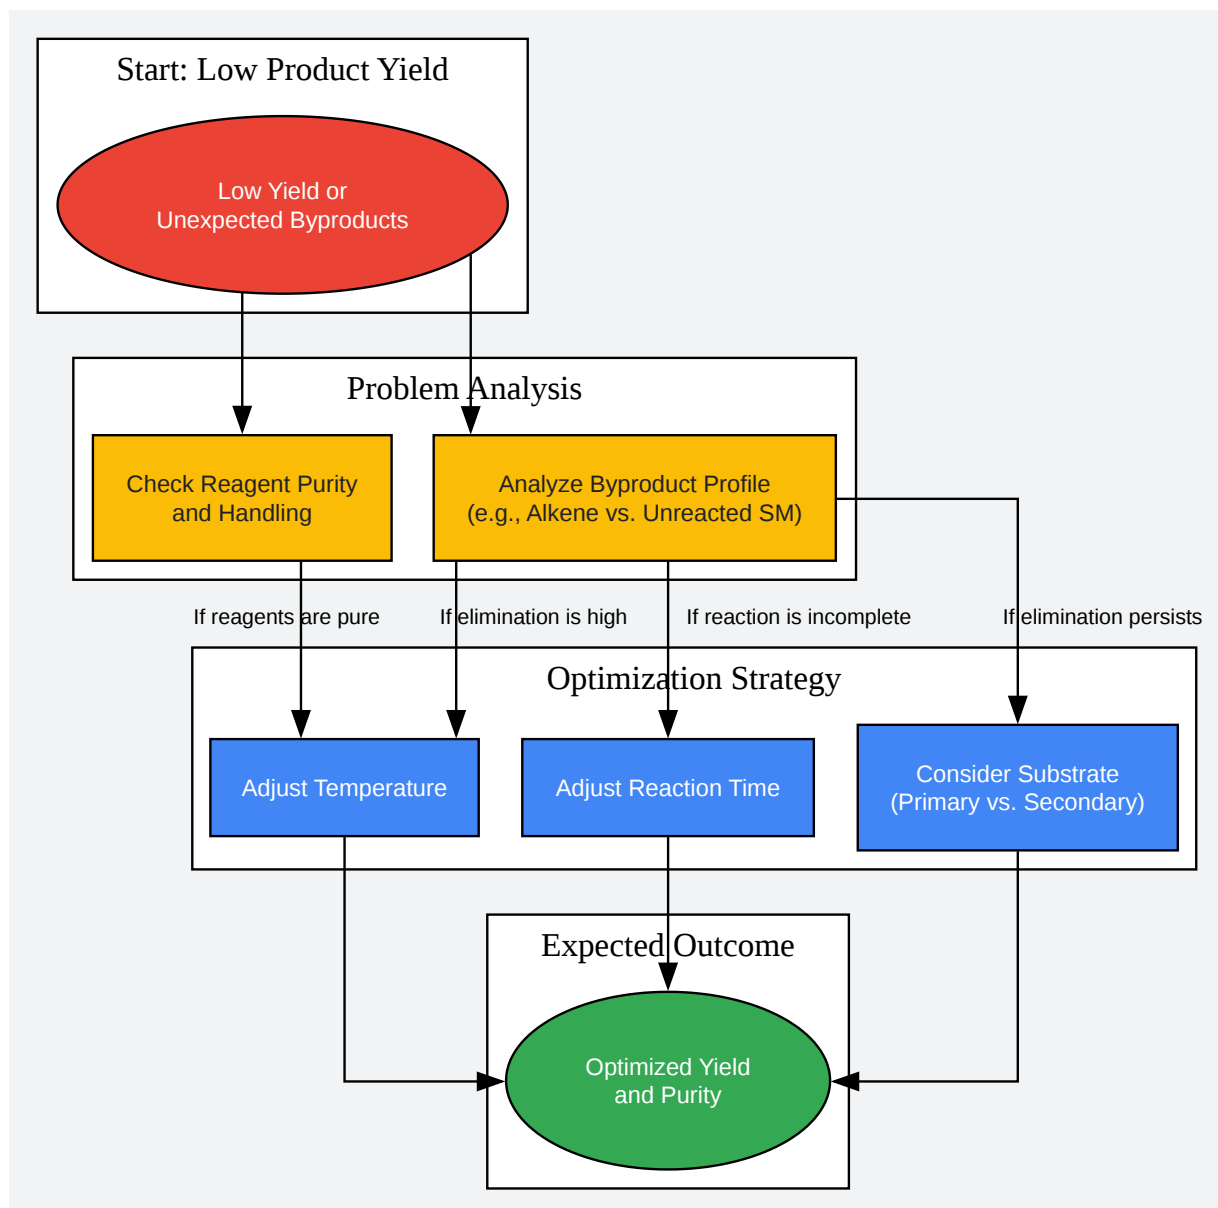 Start: Low Product Yield
Low Yield or
Unexpected Byproducts
Problem Analysis
Check Reagent Purity
and Handling
Analyze Byproduct Profile
(e.g., Alkene vs. Unreacted SM)
If reagents are pure
If elimination is high
If reaction is incomplete
If elimination persists
Optimization Strategy
Adjust Temperature
Adjust Reaction Time
Consider Substrate
(Primary vs. Secondary)
Expected Outcome
Optimized Yield
and Purity